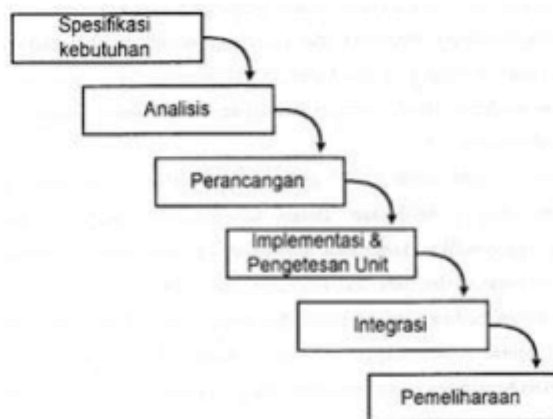 Spesifikasi
kebutuhan
Analisis
Perancangan
Implementasi &
Pengetesan Unit
Integrasi
Pemeliharaan